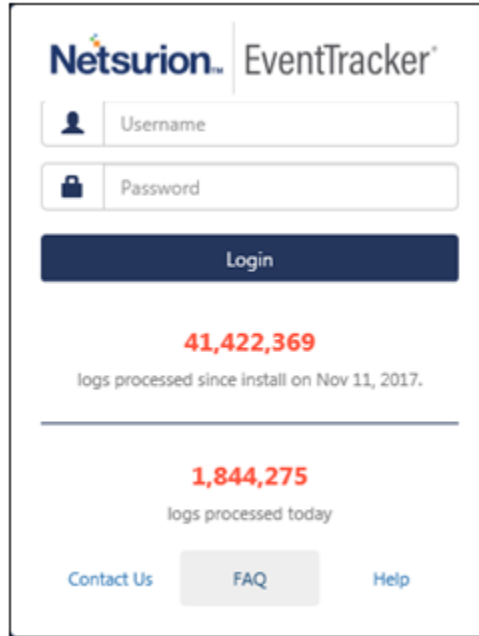 Netsurion™ EventTracker®
Username
Password
Login
41,422,369
logs processed since install on Nov 11, 2017.
1,844,275
logs processed today
Contact Us FAQ Help